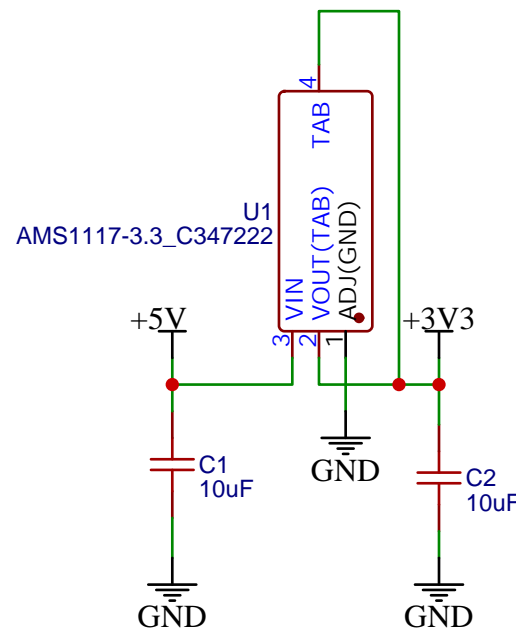 4
TAB
U1
AMS1117-3.3_C347222
VIN
VOUT(TAB)
ADJ(GND)
3
2
1
+5V
+3V3
GND
C1
10uF
C2
10uF
GND
GND